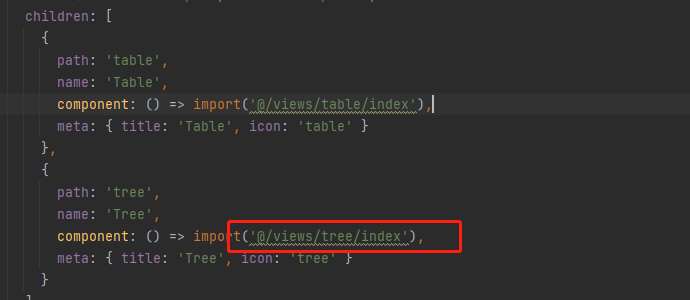 children: [
{
path: 'table',
name: 'Table',
component: () => import('@/views/table/index'),
meta: { title: 'Table', icon: 'table' }
},
{
path: 'tree',
name: 'Tree',
component: () => import('@/views/tree/index'),
meta: { title: 'Tree', icon: 'tree' }
}
]